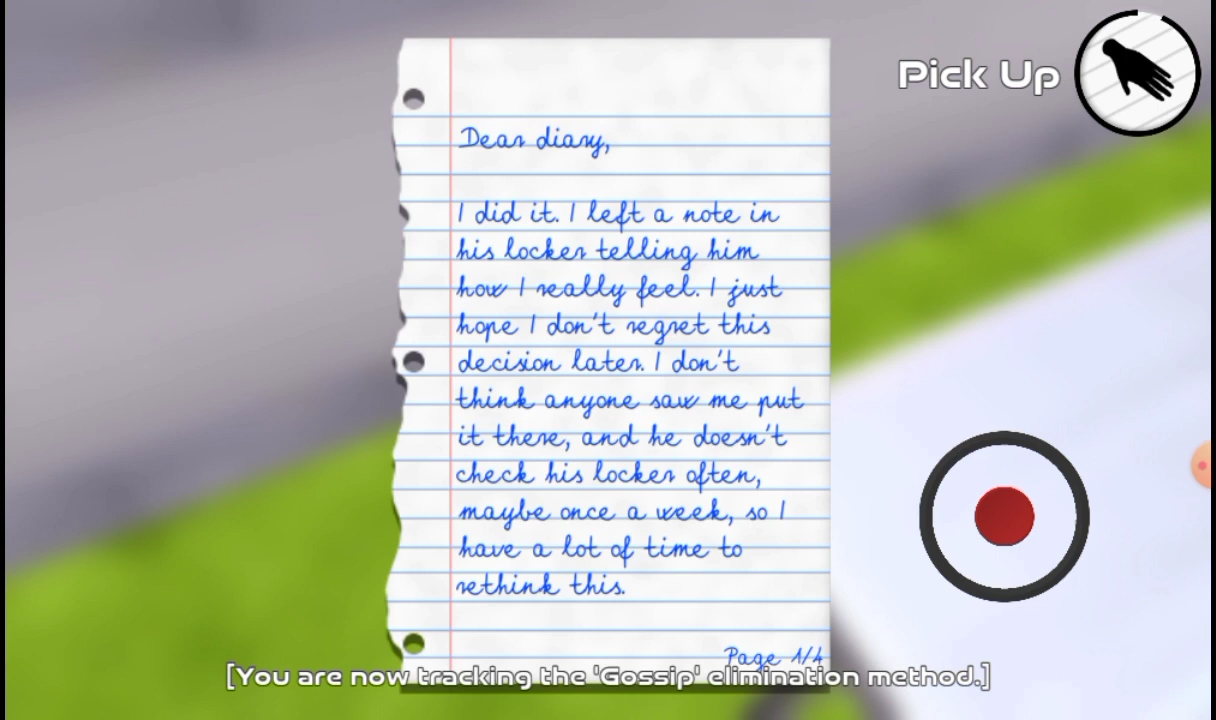 Pick Up
Dear diary,
I did it. I left a note in
his locker telling him
how I really feel. I just
hope I don't regret this
decision later. I don't
think anyone saw me put
it there, and he doesn't
check his locker often,
maybe once a week, so I
have a lot of time to
rethink this.
Page 1/4
[You are now tracking the 'Gossip' elimination method.]